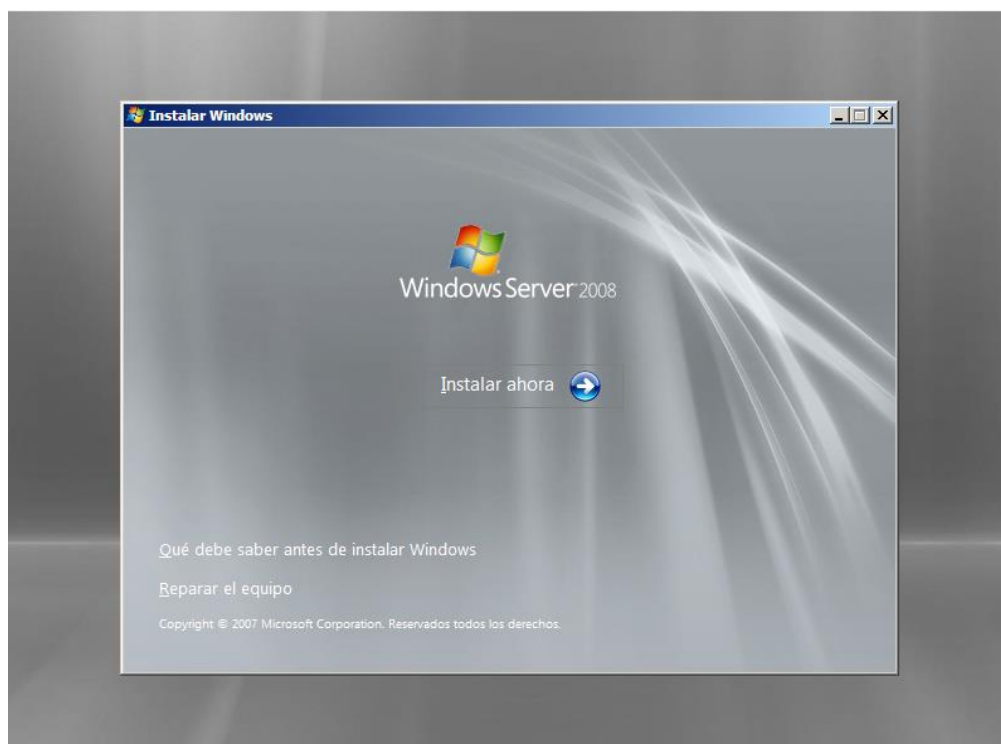 Instalar Windows
Windows Server 2008
Instalar ahora
Qué debe saber antes de instalar Windows
Reparar el equipo
Copyright © 2007 Microsoft Corporation. Reservados todos los derechos.